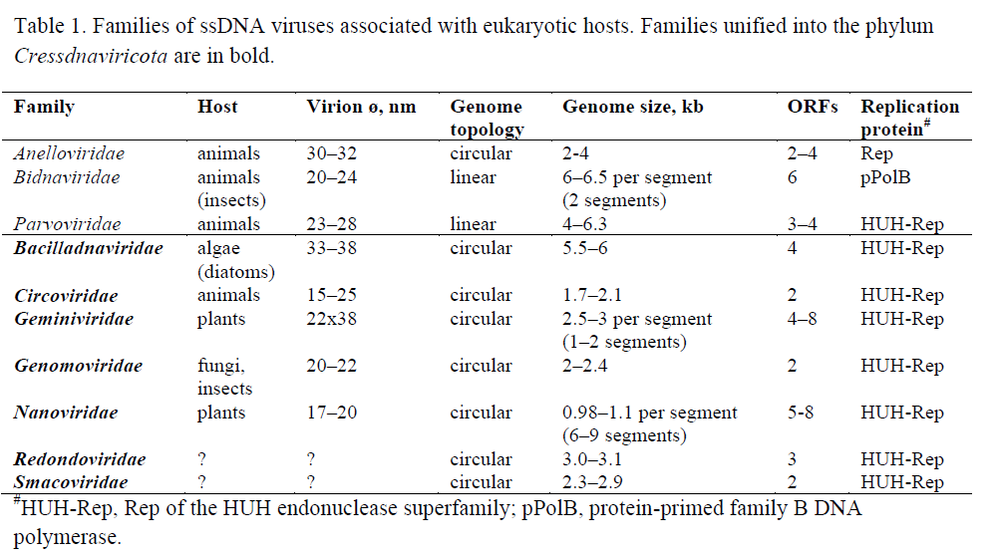 Table 1. Families of ssDNA viruses associated with eukaryotic hosts. Families unified into the phylum
Cressdnaviricota are in bold.
Family Host Virion ø, nm Genome topology Genome size, kb ORFs Replication protein#
Anelloviridae animals 30–32 circular 2-4 2–4 Rep
Bidnaviridae animals (insects) 20–24 linear 6–6.5 per segment (2 segments) 6 pPolB
Parvoviridae animals 23–28 linear 4–6.3 3–4 HUH-Rep
Bacilladnaviridae algae (diatoms) 33–38 circular 5.5–6 4 HUH-Rep
Circoviridae animals 15–25 circular 1.7–2.1 2 HUH-Rep
Geminiviridae plants 22x38 circular 2.5–3 per segment (1–2 segments) 4–8 HUH-Rep
Genomoviridae fungi, insects 20–22 circular 2–2.4 2 HUH-Rep
Nanoviridae plants 17–20 circular 0.98–1.1 per segment (6–9 segments) 5-8 HUH-Rep
Redondoviridae ? ? circular 3.0–3.1 3 HUH-Rep
Smacoviridae ? ? circular 2.3–2.9 2 HUH-Rep
#HUH-Rep, Rep of the HUH endonuclease superfamily; pPolB, protein-primed family B DNA
polymerase.